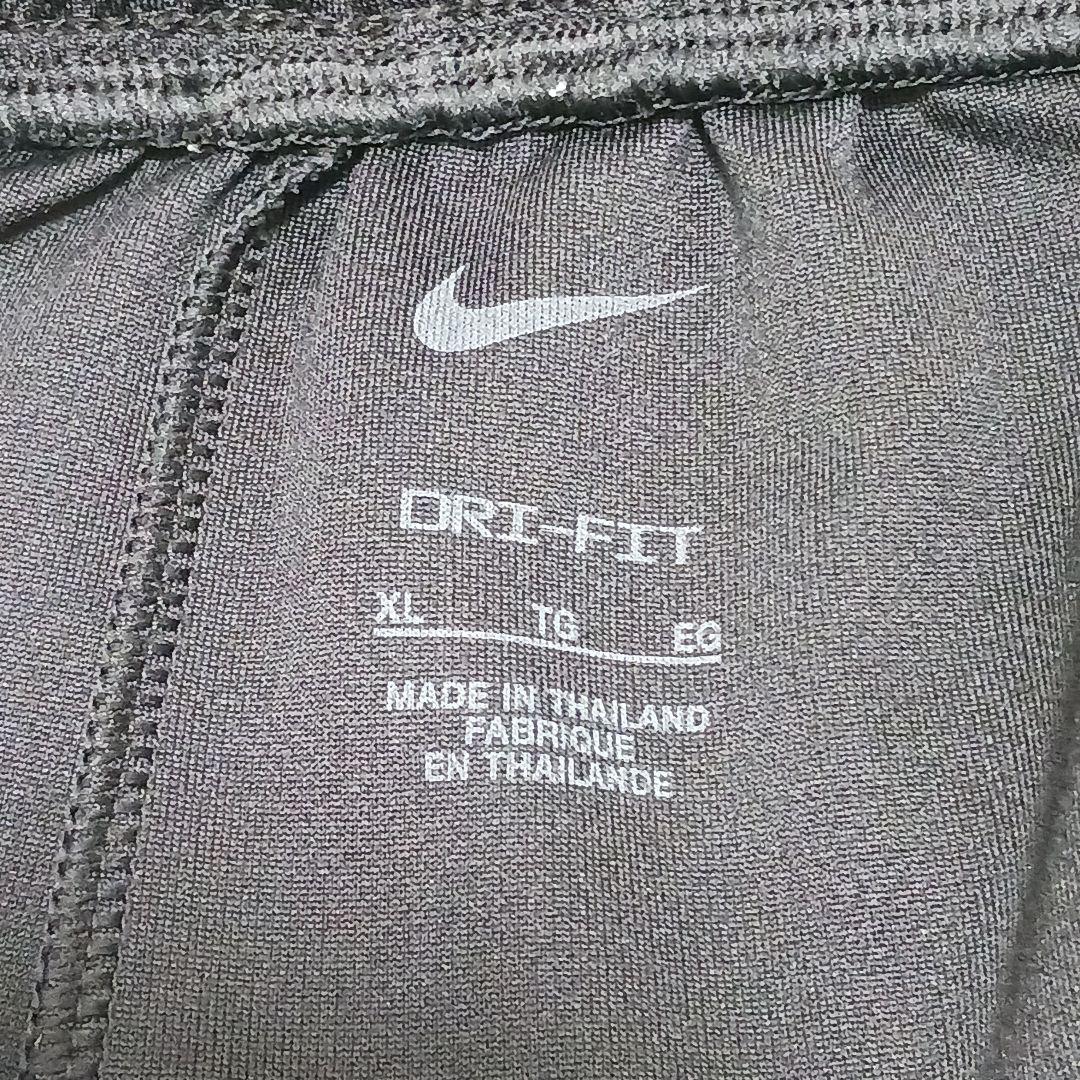 DRI-FIT
XL TG EG
MADE IN THAILAND
FABRIQUE
EN THAILANDE